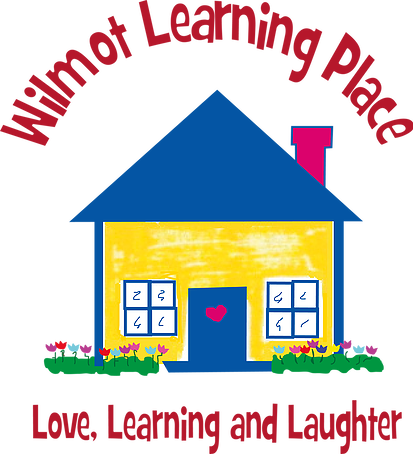 Wilmot Learning Place
Love, Learning and Laughter